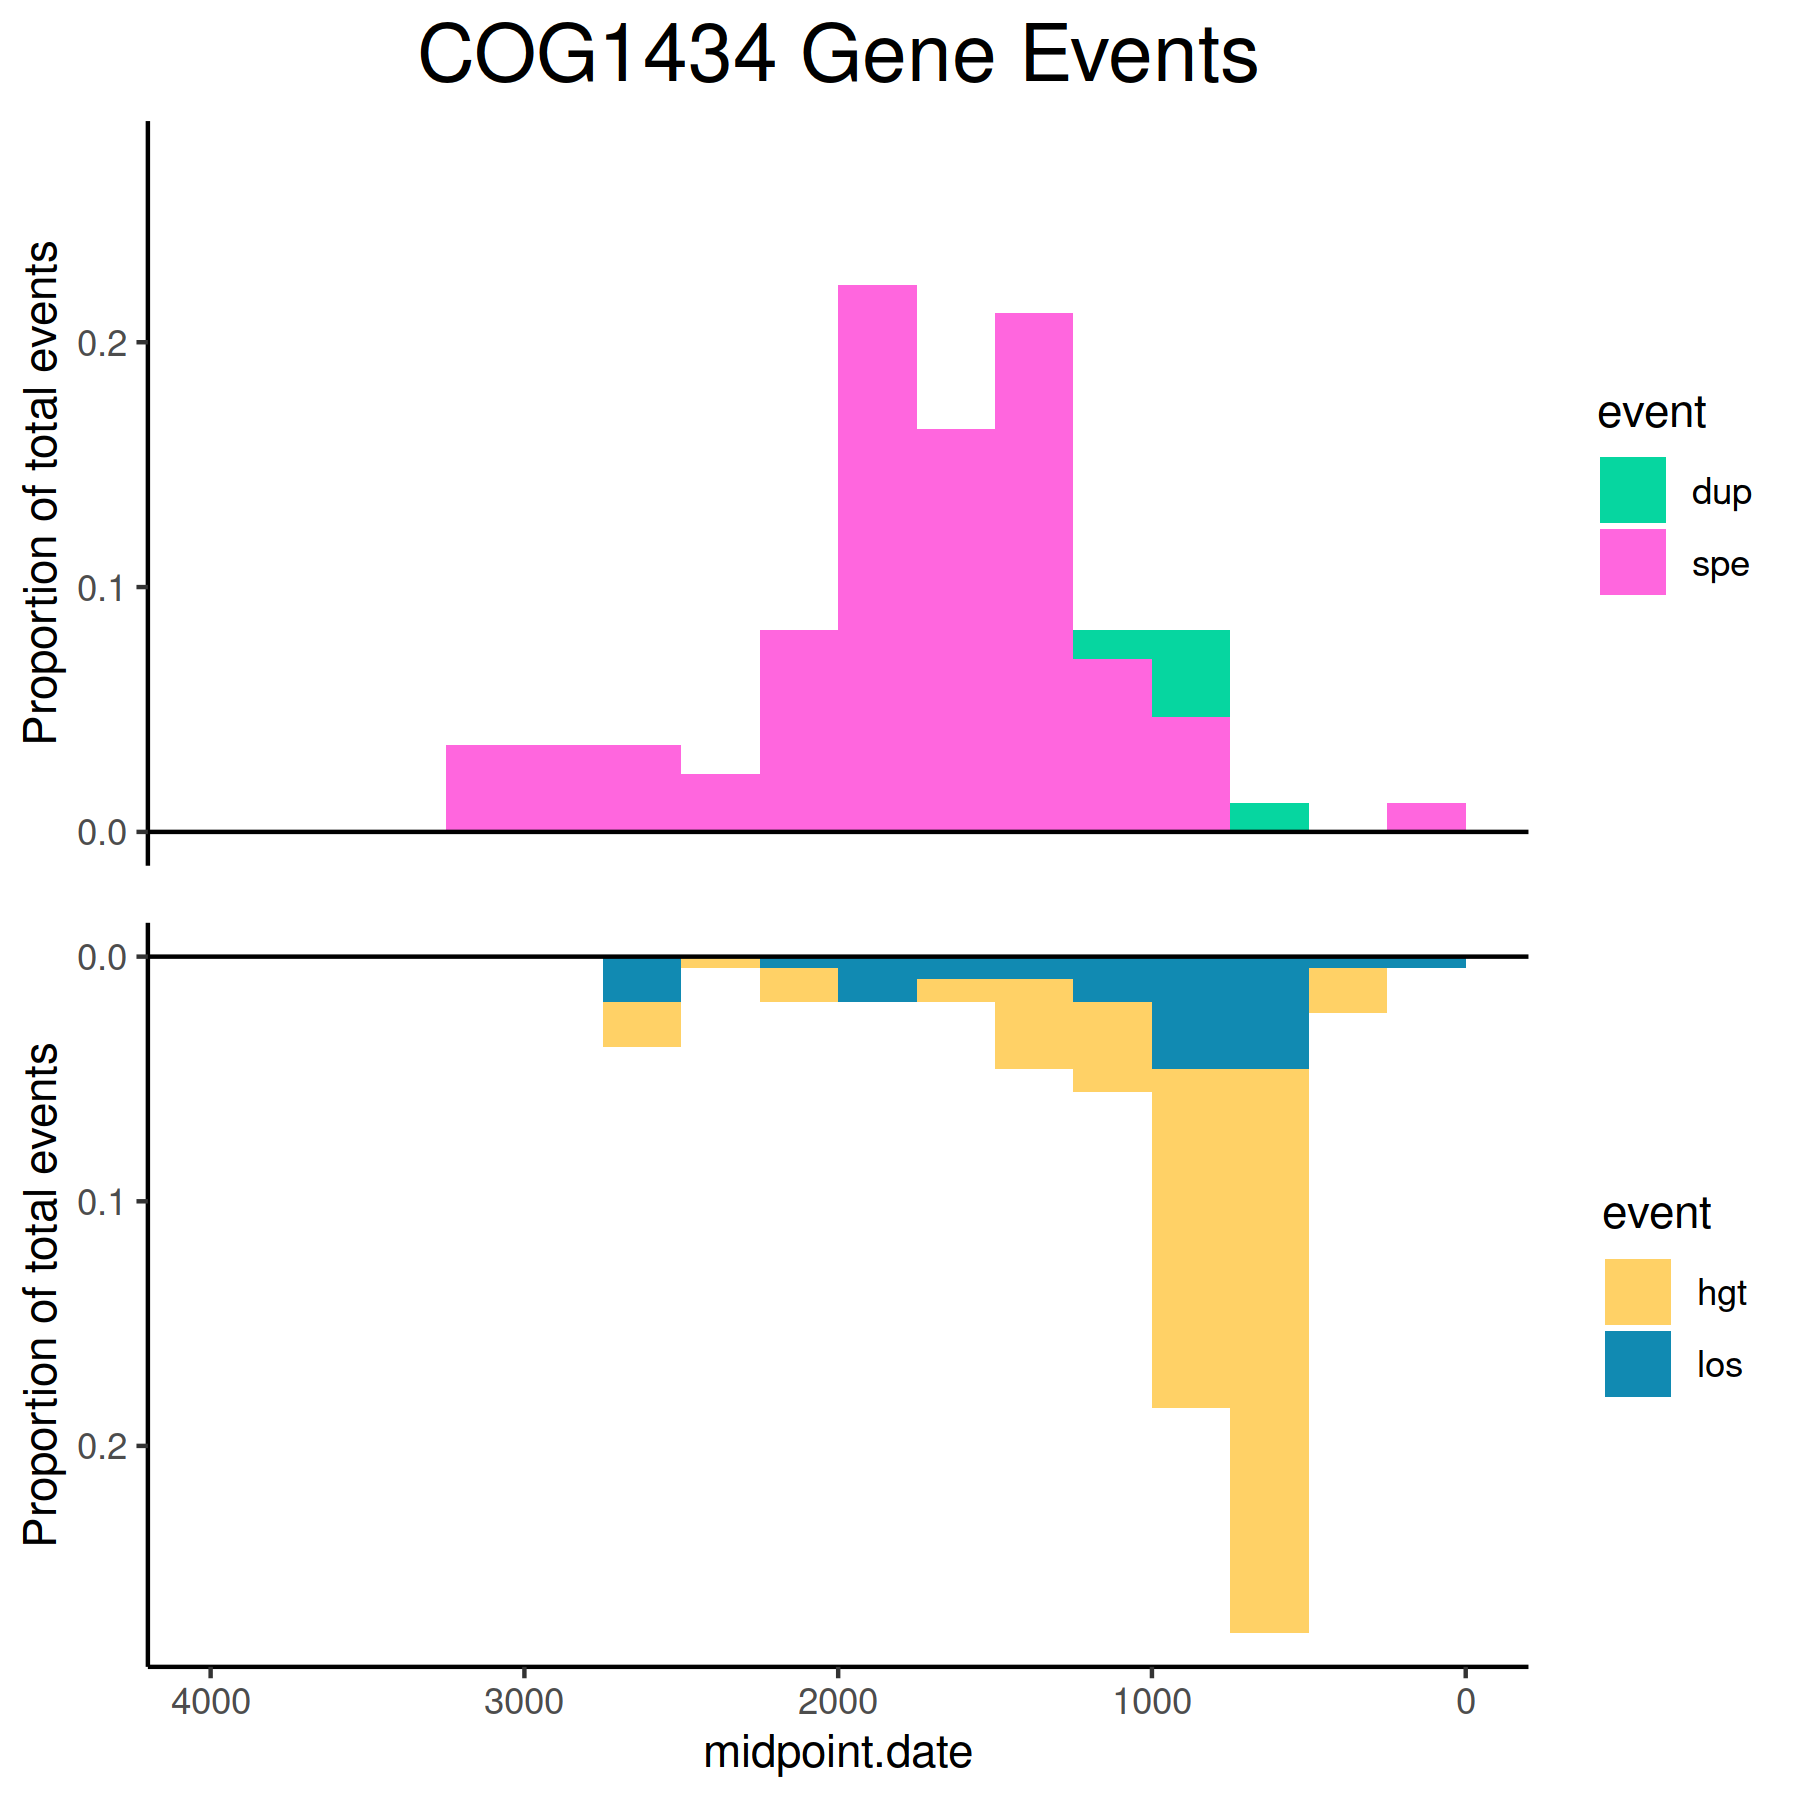 COG1434 Gene Events
Proportion of total events
0.2
0.1
0.0
event
dup
spe
Proportion of total events
0.0
0.1
0.2
event
hgt
los
4000
3000
2000
1000
0
midpoint.date